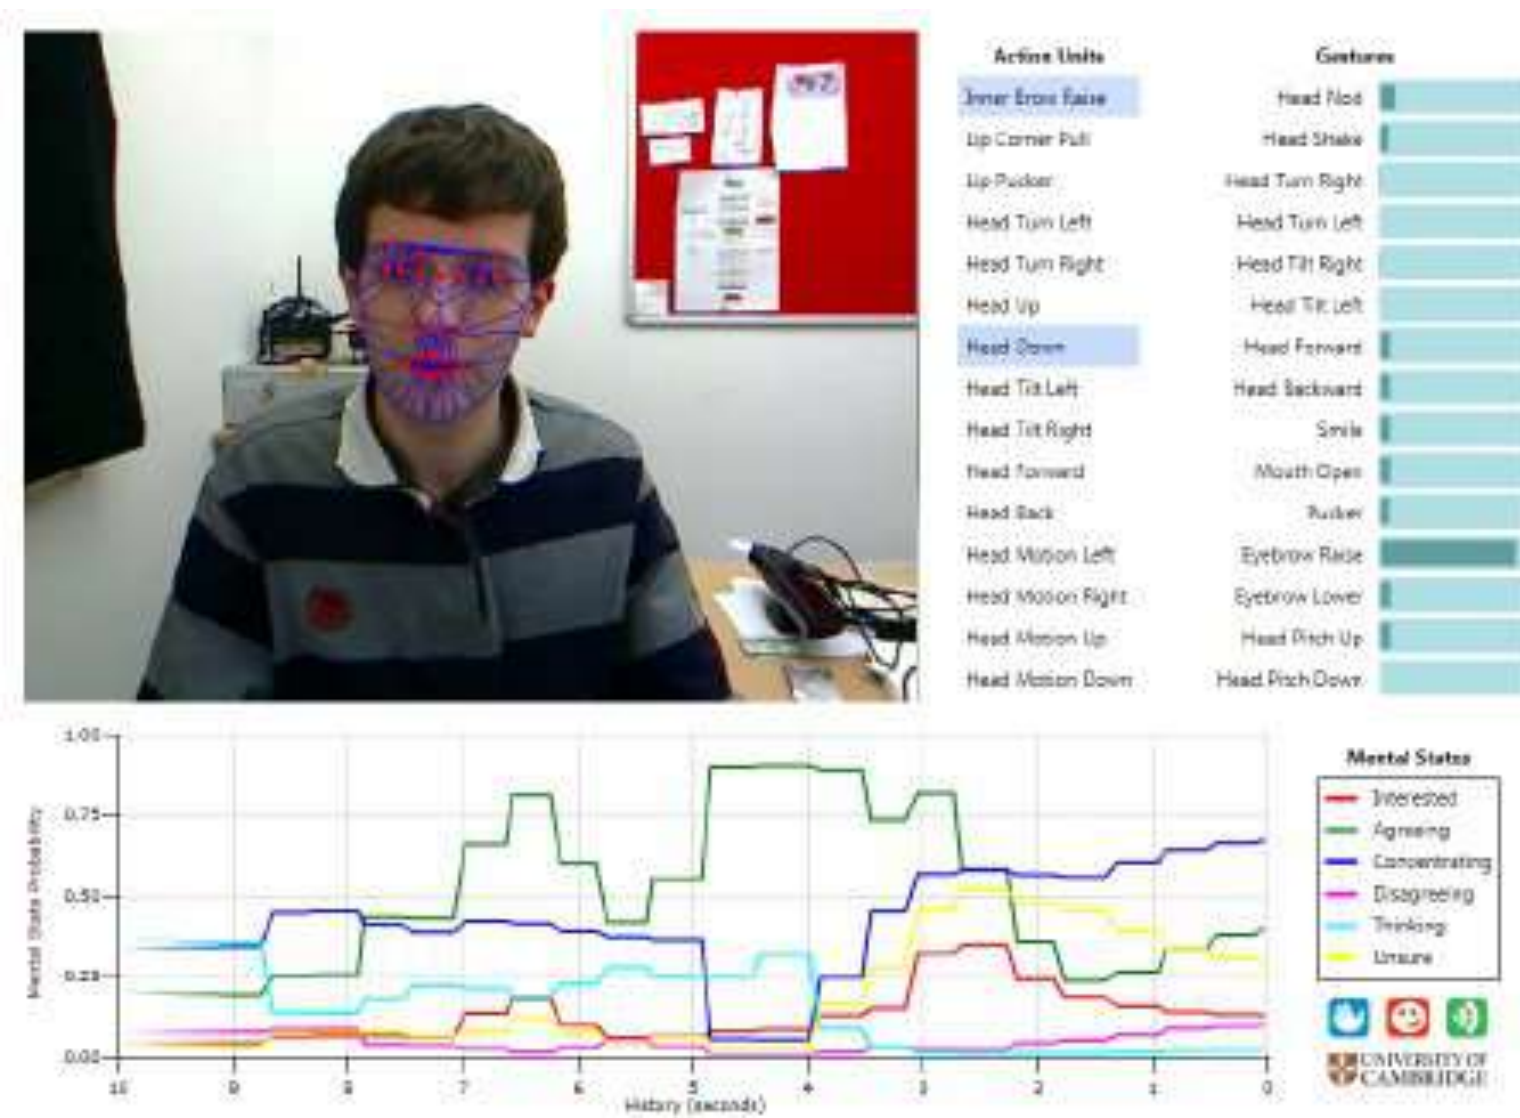 Action Units
Inner Brow Raise
Lip Corner Pull
Lip Pucker
Head Turn Left
Head Turn Right
Head Up
Head Down
Head Tilt Left
Head Tilt Right
Head Forward
Head Back
Head Motion Left
Head Motion Right
Head Motion Up
Head Motion Down
Gestures
Head Nod
Head Shake
Head Turn Right
Head Turn Left
Head Tilt Right
Head Tilt Left
Head Forward
Head Backward
Smile
Mouth Open
Pucker
Eyebrow Raise
Eyebrow Lower
Head Pitch Up
Head Pitch Down
Mental State Probability
1.00
0.75
0.50
0.25
0.00
10 9 8 7 6 5 4 3 2 1 0
History (seconds)
Mental States
Interested
Agreeing
Concentrating
Disagreeing
Thinking
Unsure
UNIVERSITY OF
CAMBRIDGE